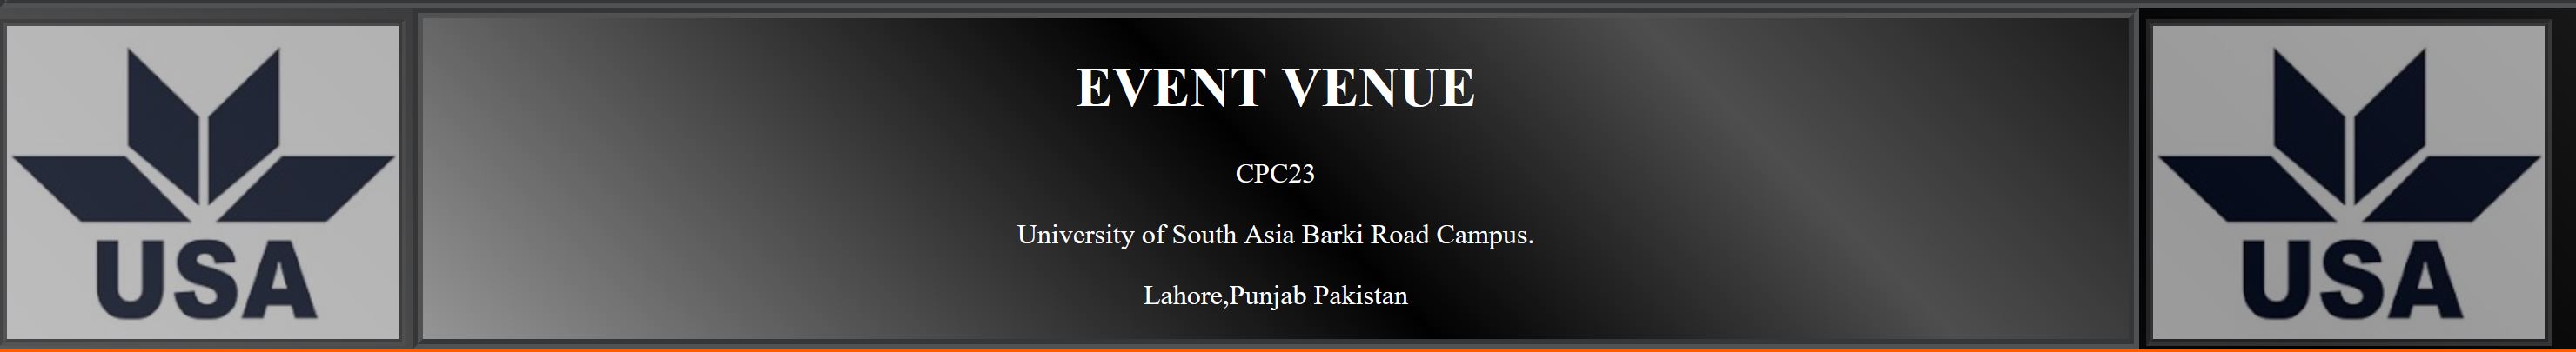 USA
EVENT VENUE
CPC23
University of South Asia Barki Road Campus.
Lahore,Punjab Pakistan
USA